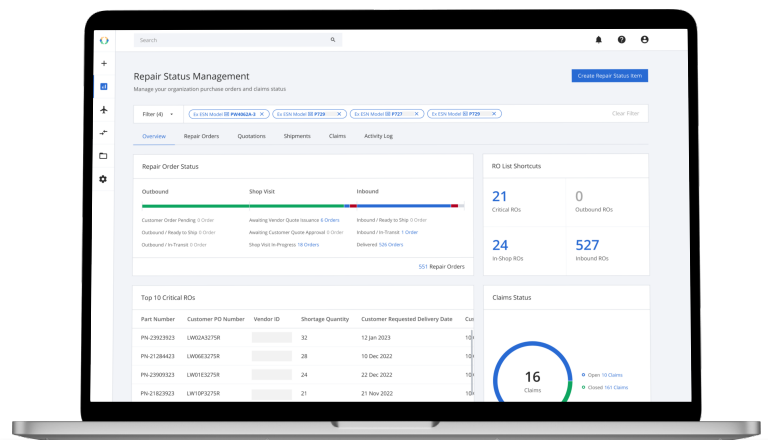 Search
Repair Status Management
Manage your organization purchase orders and claims status
Create Repair Status Item
Filter (4)
Ex ESN Model PW4062A-3 X
Ex ESN Model P729 X
Ex ESN Model P727 X
Ex ESN Model P729 X
Clear Filter
Overview Repair Orders Quotations Shipments Claims Activity Log
Repair Order Status
Outbound Shop Visit Inbound
Customer Order Pending 0 Order
Outbound / Ready to Ship 0 Order
Outbound / In-Transit 0 Order
Awaiting Vendor Quote Issuance 6 Orders
Awaiting Customer Quote Approval 0 Order
Shop Visit In-Progress 18 Orders
Inbound / Ready to Ship 0 Order
Inbound / In-Transit 1 Order
Delivered 526 Orders
551 Repair Orders
RO List Shortcuts
21
Critical ROs
0
Outbound ROs
24
In-Shop ROs
527
Inbound ROs
Top 10 Critical ROs
Part Number Customer PO Number Vendor ID Shortage Quantity Customer Requested Delivery Date Cus
PN-23923923 LW02A3275R 32 12 Jan 2023 10
PN-21284423 LW06E3275R 28 10 Dec 2022 10
PN-23909323 LW01E3275R 24 22 Dec 2022 10
PN-21823923 LW10P3275R 21 21 Nov 2022 10
Claims Status
16
Claims
Open 16 Claims
Closed 161 Claims